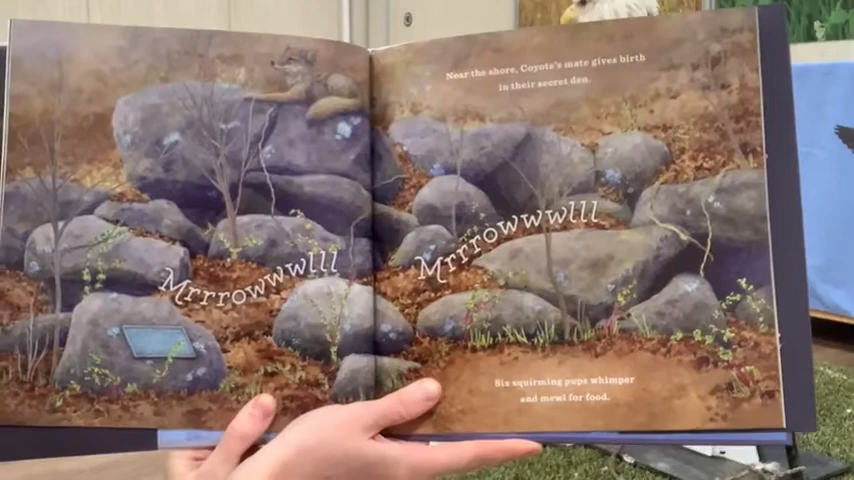 Near the shore, Coyote's mate gives birth
in their secret den.
Mrrrowwwlll
Mrrrowwwlll
Six squirming pups whimper
and mewl for food.